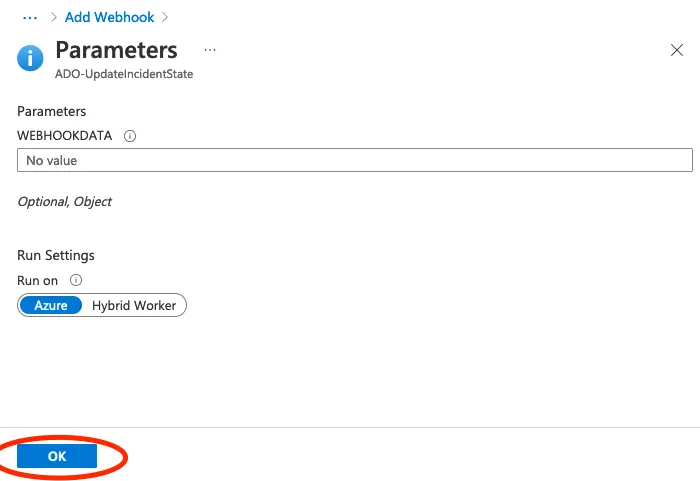 ... > Add Webhook >
Parameters ...
ADO-UpdateIncidentState
Parameters
WEBHOOKDATA
No value
Optional, Object
Run Settings
Run on
Azure Hybrid Worker
OK